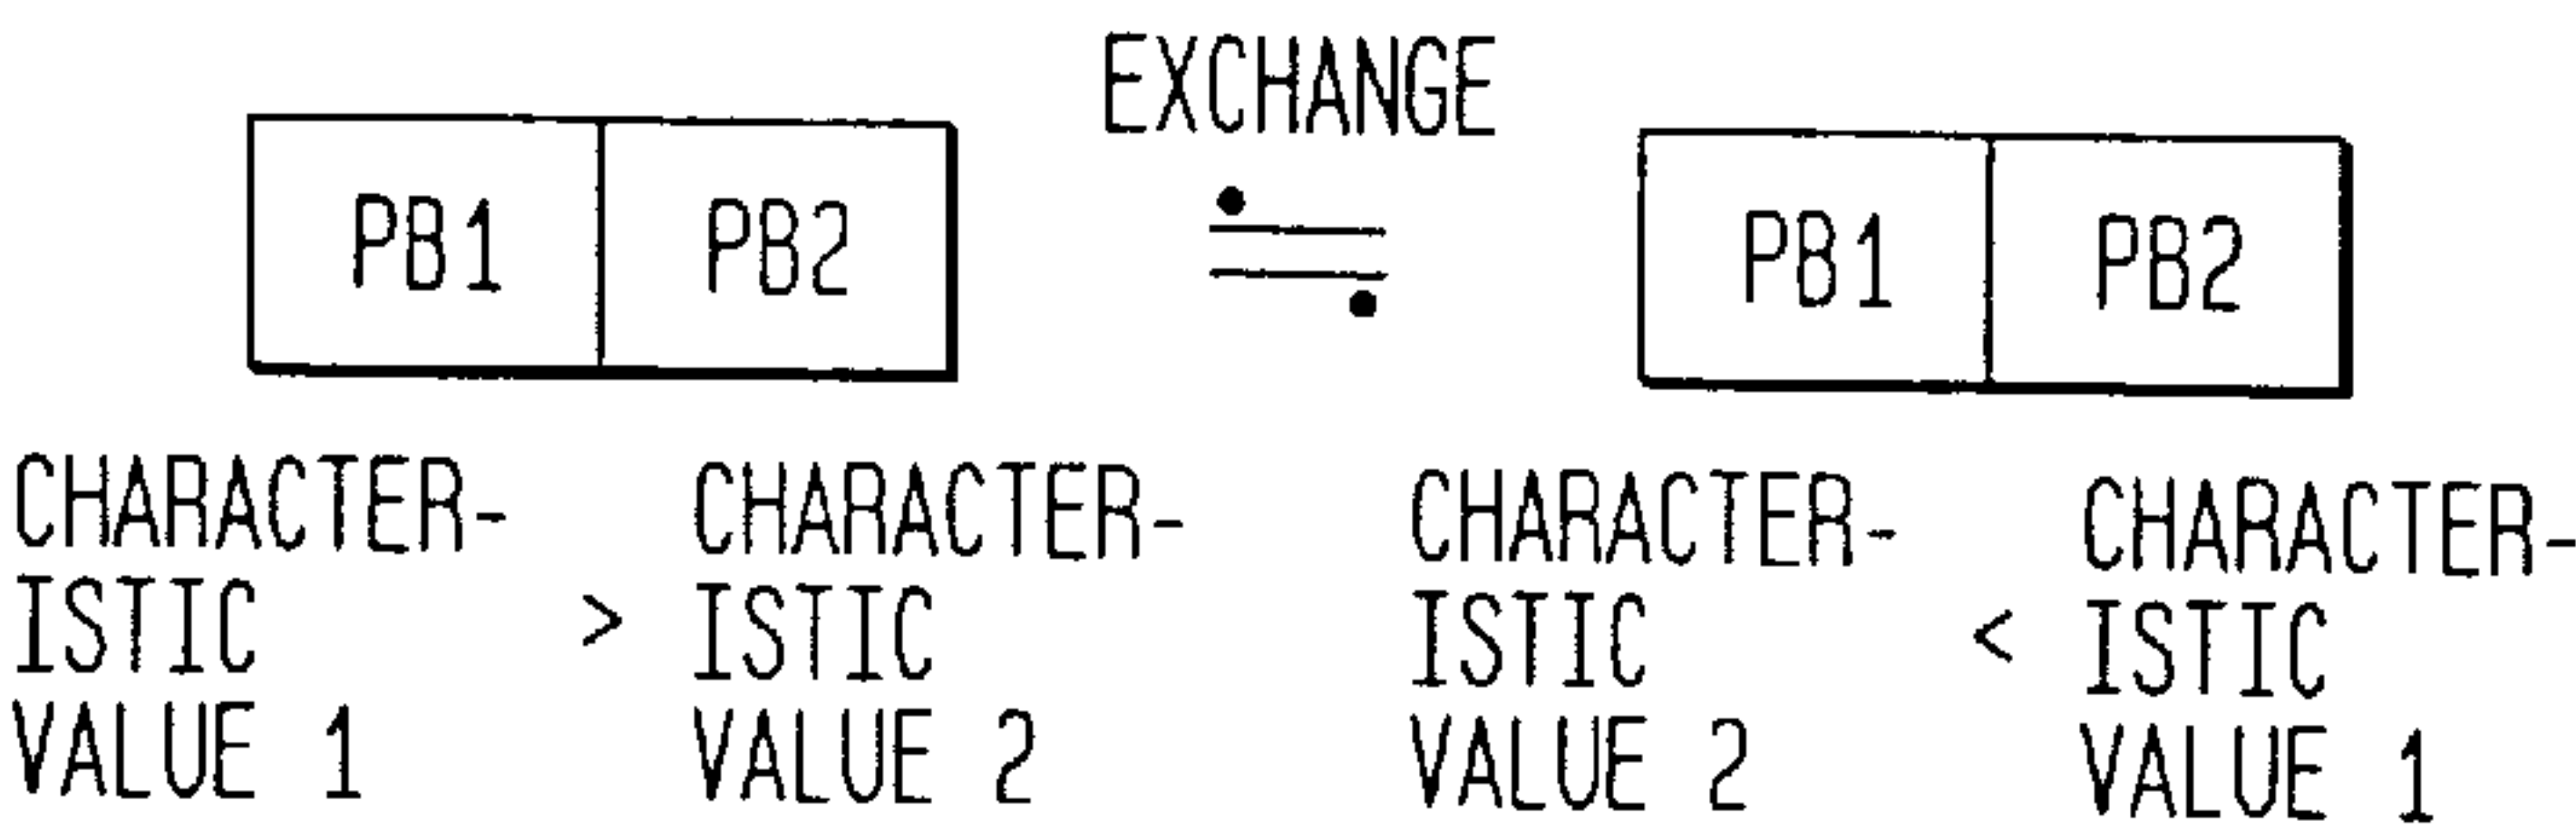 EXCHANGE
PB1 PB2 ≒ PB1 PB2
CHARACTER- CHARACTER- CHARACTER- CHARACTER-
ISTIC > ISTIC ISTIC < ISTIC
VALUE 1 VALUE 2 VALUE 2 VALUE 1